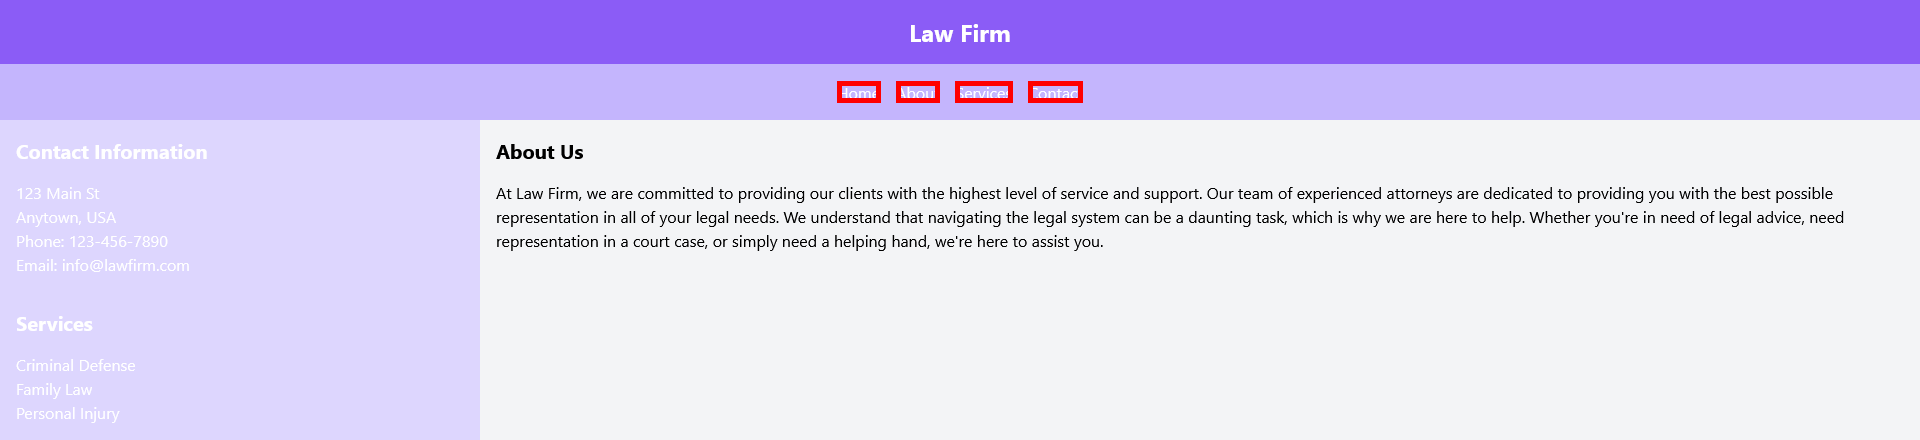 Law Firm
Home About Services Contact
Contact Information
123 Main St
Anytown, USA
Phone: 123-456-7890
Email: info@lawfirm.com
Services
Criminal Defense
Family Law
Personal Injury
About Us
At Law Firm, we are committed to providing our clients with the highest level of service and support. Our team of experienced attorneys are dedicated to providing you with the best possible
representation in all of your legal needs. We understand that navigating the legal system can be a daunting task, which is why we are here to help. Whether you're in need of legal advice, need
representation in a court case, or simply need a helping hand, we're here to assist you.